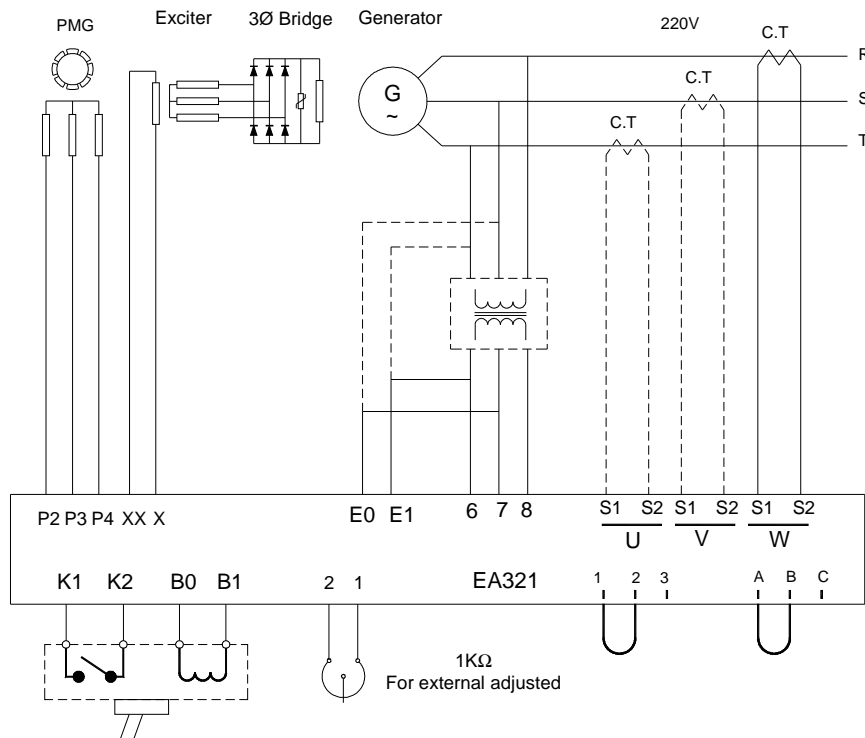 PMG
Exciter
3Ø Bridge
Generator
220V
C.T
C.T
C.T
R
S
T
G
~
P2 P3 P4 XX X
E0 E1
6 7 8
S1 S2 S1 S2 S1 S2
U V W
K1 K2 B0 B1
2 1
EA321
1 2 3
A B C
1KΩ
For external adjusted